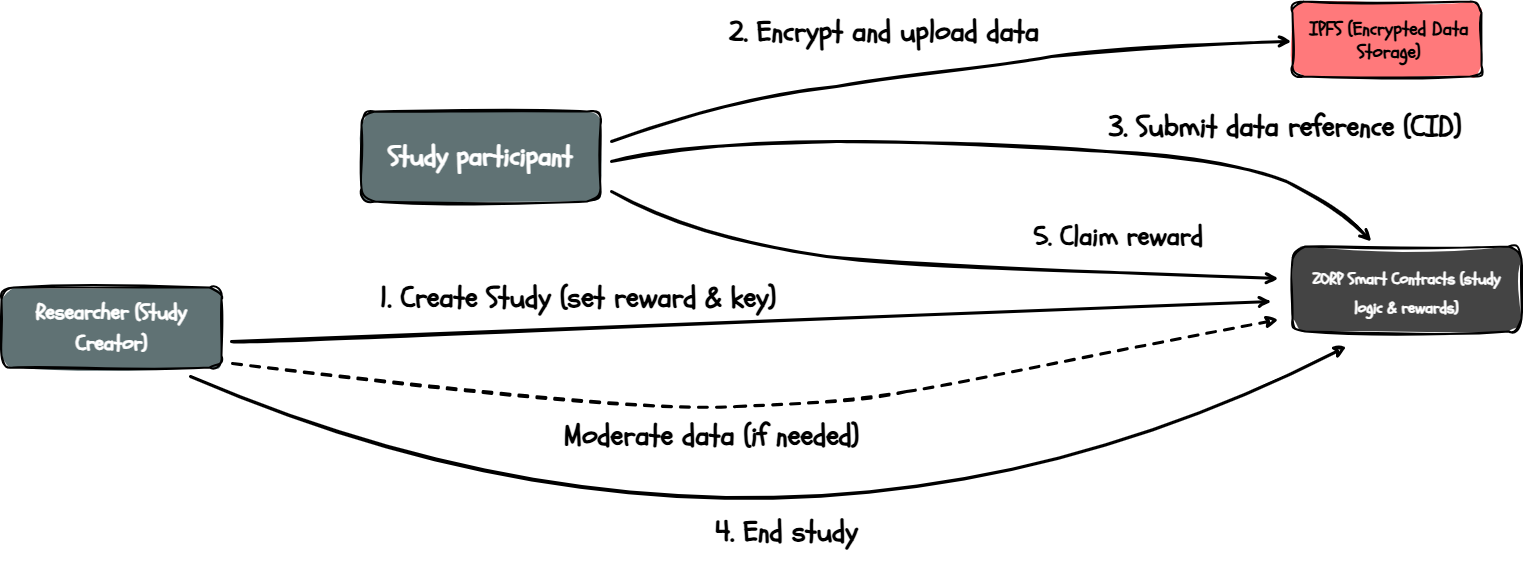 2. Encrypt and upload data
IPFS (Encrypted Data
Storage)
3. Submit data reference (CID)
Study participant
5. Claim reward
ZORP Smart Contracts (study
logic & rewards)
1. Create Study (set reward & key)
Researcher (Study
Creator)
Moderate data (if needed)
4. End study